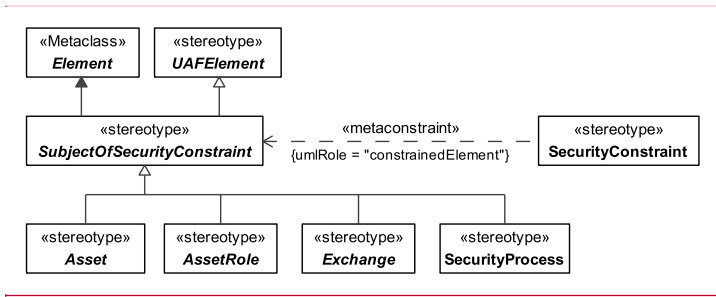 «Metaclass»
Element
«stereotype»
UAFElement
«stereotype»
SubjectOfSecurityConstraint
«metaconstraint»
{umlRole = "constrainedElement"}
«stereotype»
SecurityConstraint
«stereotype»
Asset
«stereotype»
AssetRole
«stereotype»
Exchange
«stereotype»
SecurityProcess